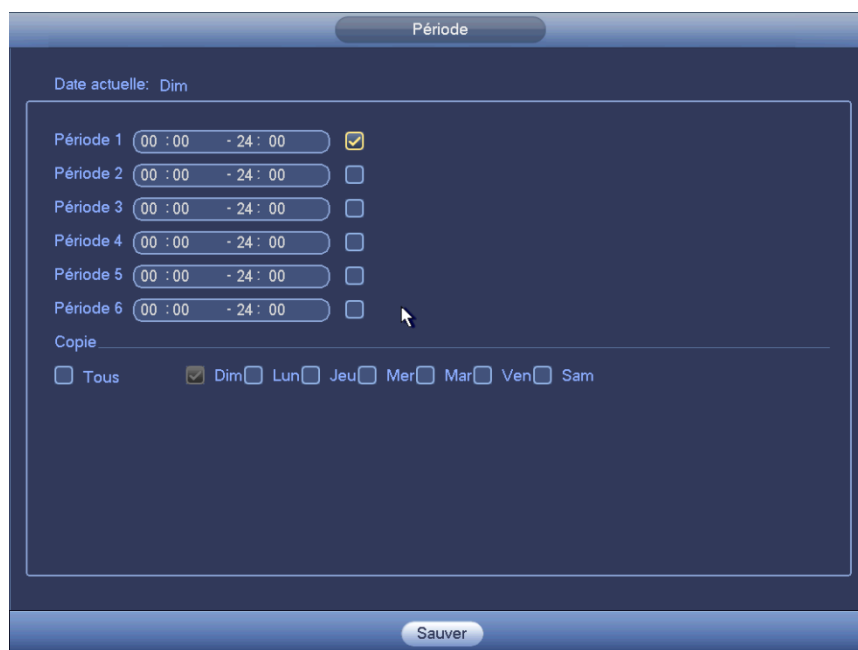 Période
Date actuelle: Dim
Période 1 00 :00 - 24 : 00
Période 2 00 :00 - 24 : 00
Période 3 00 :00 - 24 : 00
Période 4 00 :00 - 24 : 00
Période 5 00 :00 - 24 : 00
Période 6 00 :00 - 24 : 00
Copie
Tous Dim Lun Jeu Mer Mar Ven Sam
Sauver